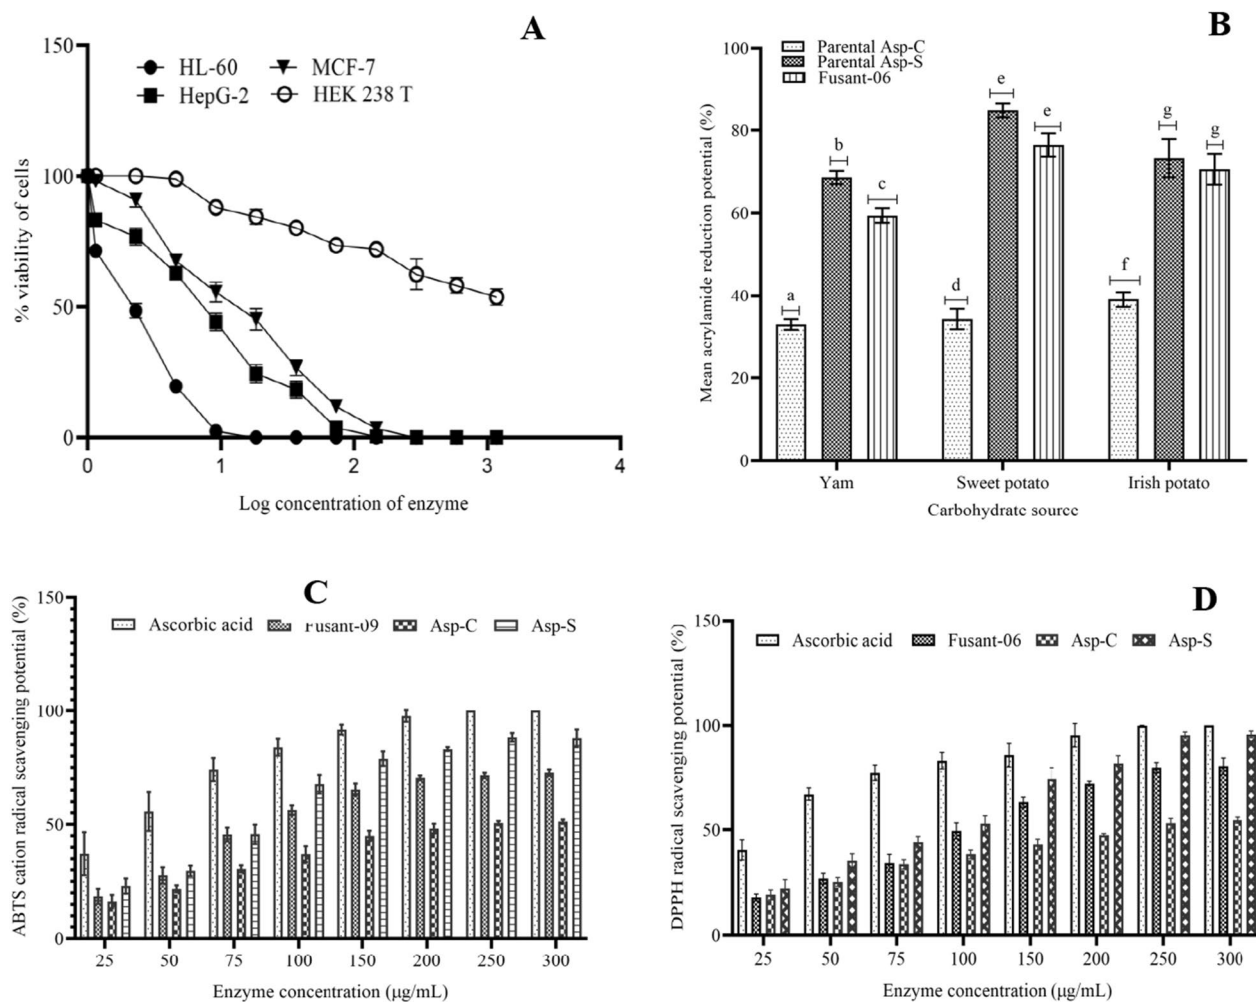 A
150
HL-60 MCF-7
HepG-2 HEK 238 T
100
50
0
% viability of cells
0 1 2 3 4
Log concentration of enzyme
B
Parental Asp-C
Parental Asp-S
Fusant-06
100
80
60
40
20
0
Mean acrylamide reduction potential (%)
a b c d e e f g g
Yam Sweet potato Irish potato
Carbohydrate source
C
150
Ascorbic acid Fusant-09 Asp-C Asp-S
100
50
0
ABTS cation radical scavenging potential (%)
25 50 75 100 150 200 250 300
Enzyme concentration (µg/mL)
D
150
Ascorbic acid Fusant-06 Asp-C Asp-S
100
50
0
DPPH radical scavenging potential (%)
25 50 75 100 150 200 250 300
Enzyme concentration (µg/mL)